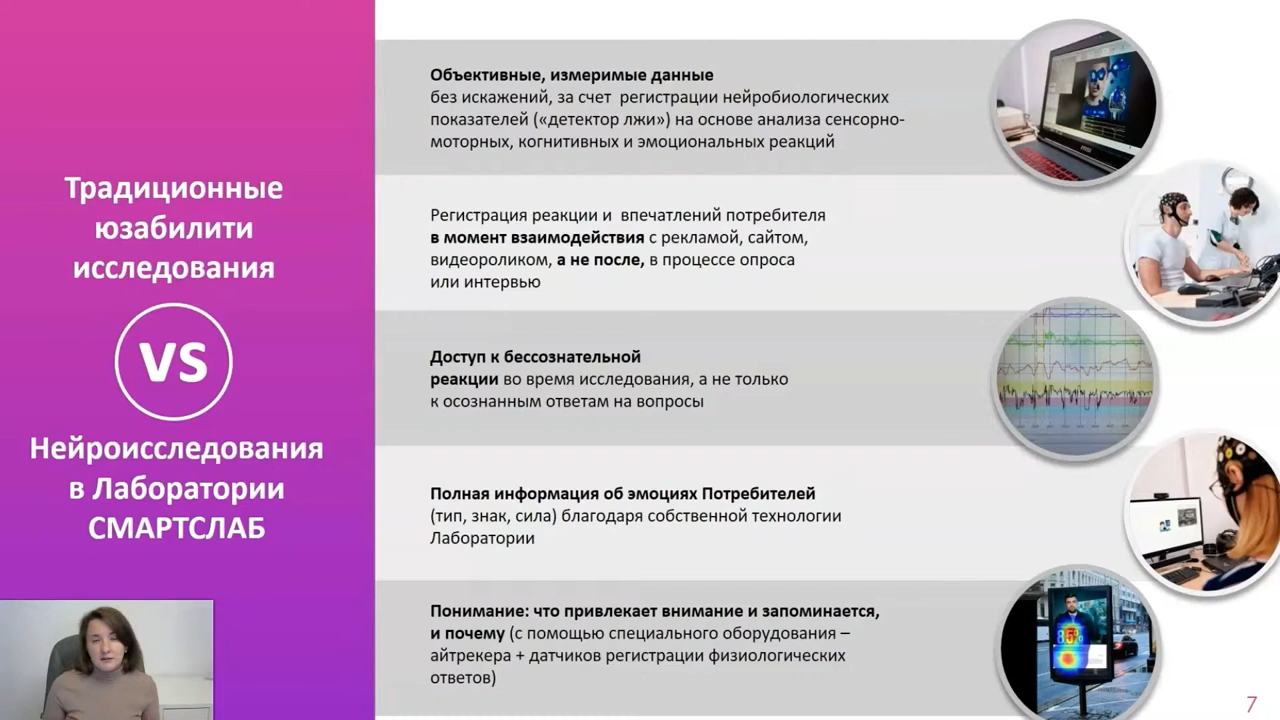 Традиционные
юзабилити
исследования
VS
Нейроисследования
в Лаборатории
СМАРТСЛАБ
Объективные, измеримые данные
без искажений, за счет регистрации нейробиологических
показателей («детектор лжи») на основе анализа сенсорно-
моторных, когнитивных и эмоциональных реакций
Регистрация реакции и впечатлений потребителя
в момент взаимодействия с рекламой, сайтом,
видеороликом, а не после, в процессе опроса
или интервью
Доступ к бессознательной
реакции во время исследования, а не только
к осознанным ответам на вопросы
Полная информация об эмоциях Потребителей
(тип, знак, сила) благодаря собственной технологии
Лаборатории
Понимание: что привлекает внимание и запоминается,
и почему (с помощью специального оборудования –
айтрекера + датчиков регистрации физиологических
ответов)
7